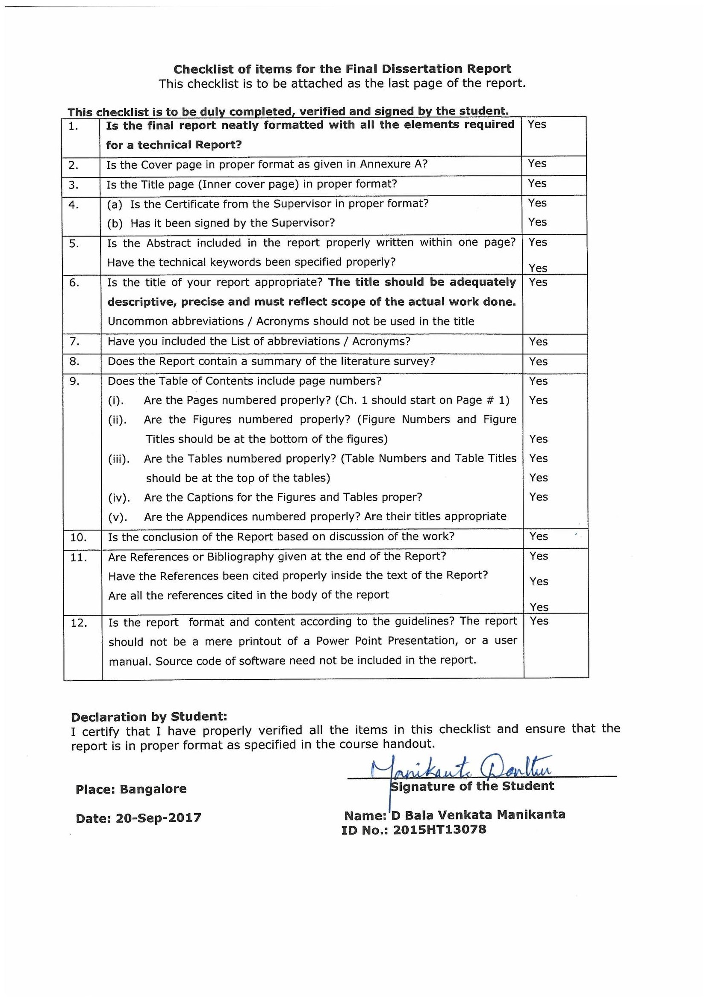 Checklist of items for the Final Dissertation Report
This checklist is to be attached as the last page of the report.
This checklist is to be duly completed, verified and signed by the student.
1. Is the final report neatly formatted with all the elements required Yes
for a technical Report?
2. Is the Cover page in proper format as given in Annexure A? Yes
3. Is the Title page (Inner cover page) in proper format? Yes
4. (a) Is the Certificate from the Supervisor in proper format? Yes
(b) Has it been signed by the Supervisor? Yes
5. Is the Abstract included in the report properly written within one page? Yes
Have the technical keywords been specified properly? Yes
6. Is the title of your report appropriate? The title should be adequately Yes
descriptive, precise and must reflect scope of the actual work done.
Uncommon abbreviations / Acronyms should not be used in the title
7. Have you included the List of abbreviations / Acronyms? Yes
8. Does the Report contain a summary of the literature survey? Yes
9. Does the Table of Contents include page numbers? Yes
(i). Are the Pages numbered properly? (Ch. 1 should start on Page # 1) Yes
(ii). Are the Figures numbered properly? (Figure Numbers and Figure
Titles should be at the bottom of the figures) Yes
(iii). Are the Tables numbered properly? (Table Numbers and Table Titles Yes
should be at the top of the tables) Yes
(iv). Are the Captions for the Figures and Tables proper? Yes
(v). Are the Appendices numbered properly? Are their titles appropriate
10. Is the conclusion of the Report based on discussion of the work? Yes
11. Are References or Bibliography given at the end of the Report? Yes
Have the References been cited properly inside the text of the Report? Yes
Are all the references cited in the body of the report
Yes
12. Is the report format and content according to the guidelines? The report Yes
should not be a mere printout of a Power Point Presentation, or a user
manual. Source code of software need not be included in the report.
Declaration by Student:
I certify that I have properly verified all the items in this checklist and ensure that the
report is in proper format as specified in the course handout.
Manikanta
Place: Bangalore Signature of the Student
Date: 20-Sep-2017 Name: D Bala Venkata Manikanta
ID No.: 2015HT13078